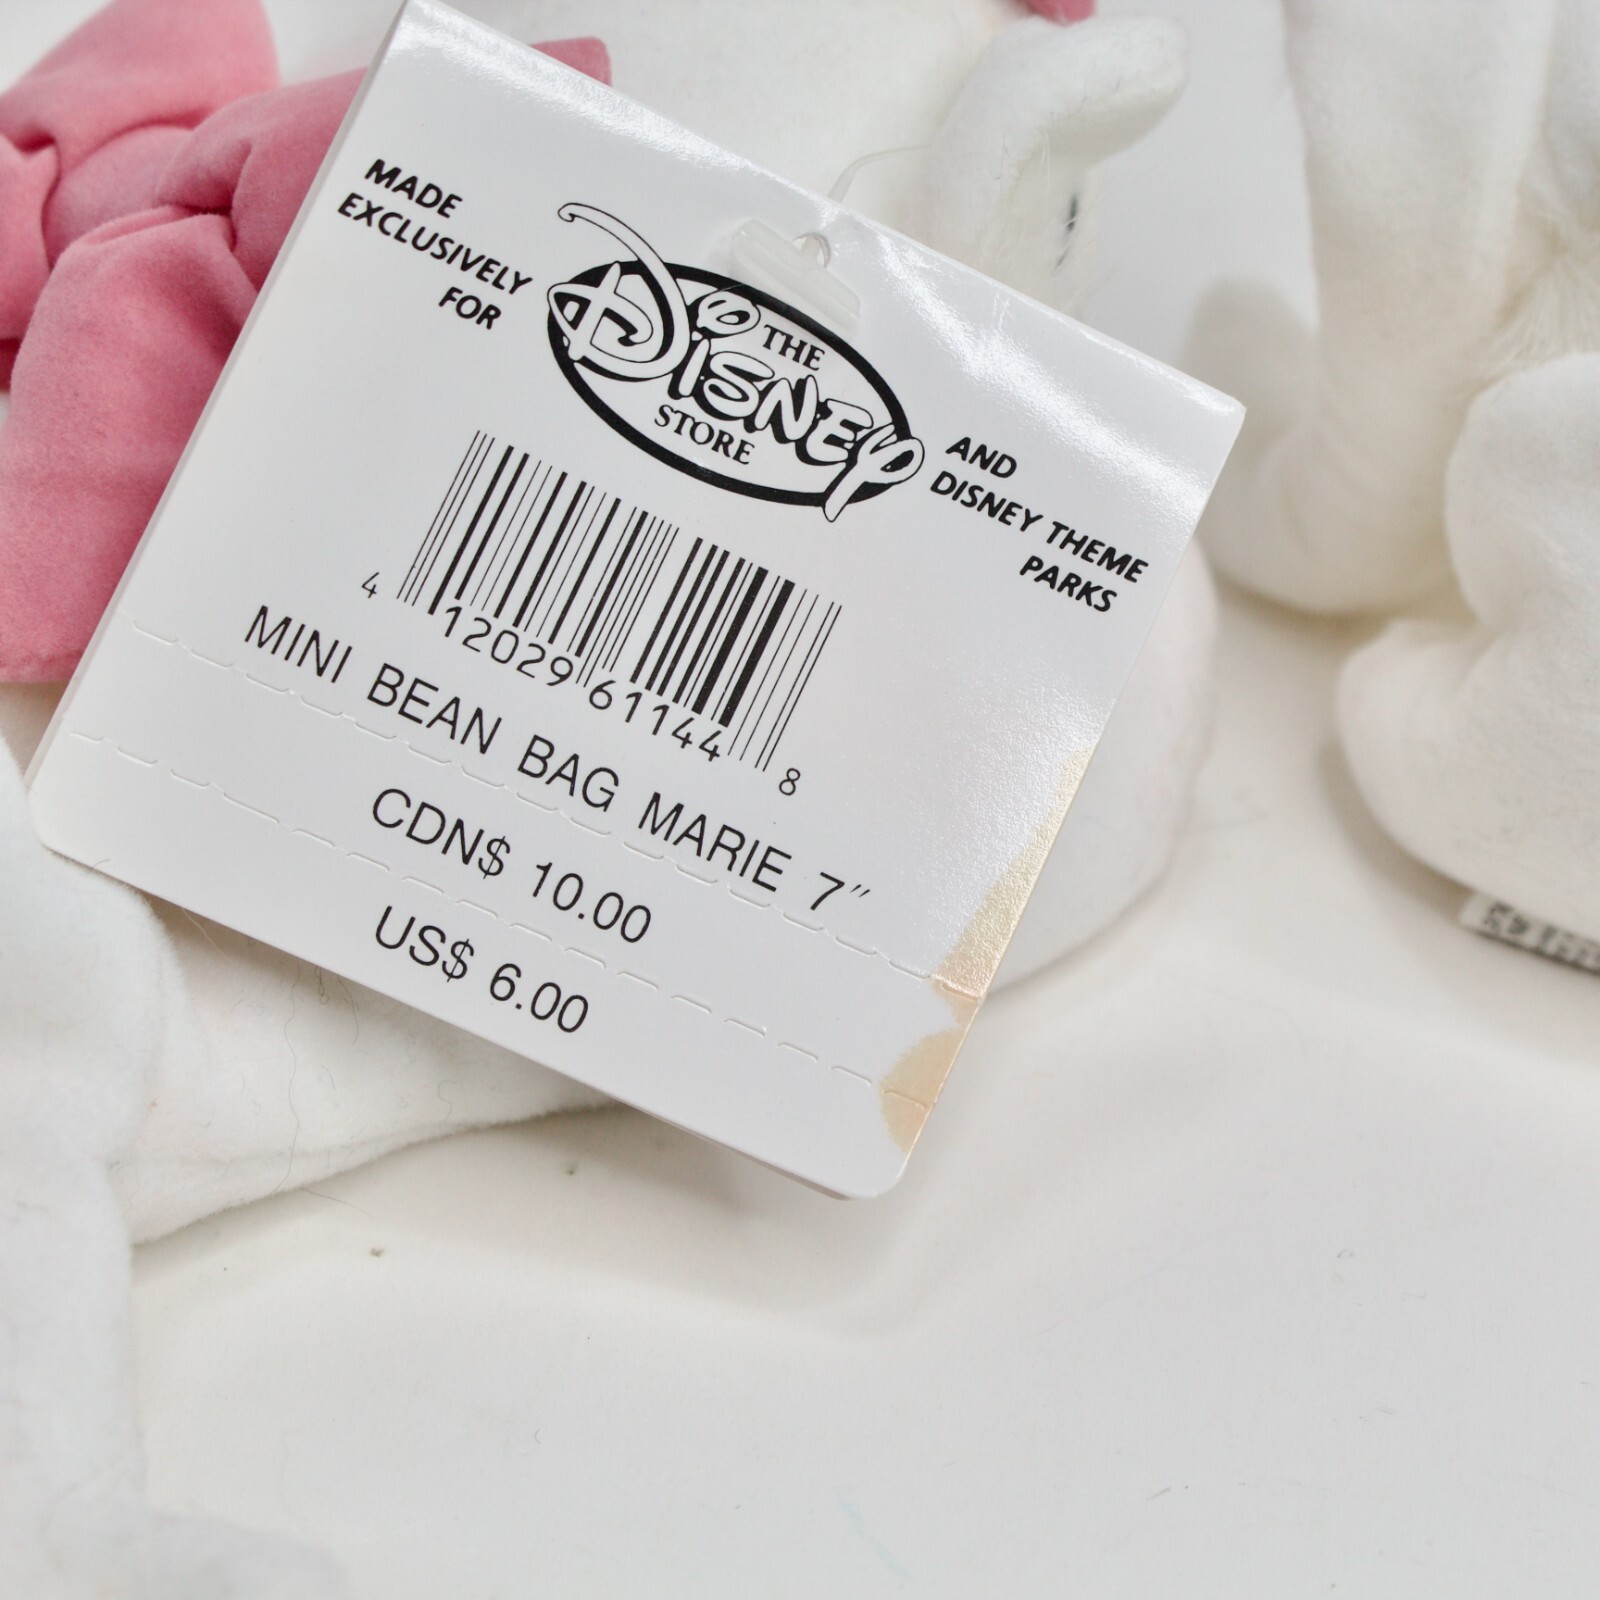 MADE
EXCLUSIVELY
FOR
THE
DISNEY
STORE
AND
DISNEY THEME
PARKS
4 12029 61144 8
MINI BEAN BAG MARIE 7"
CDN$ 10.00
US$ 6.00